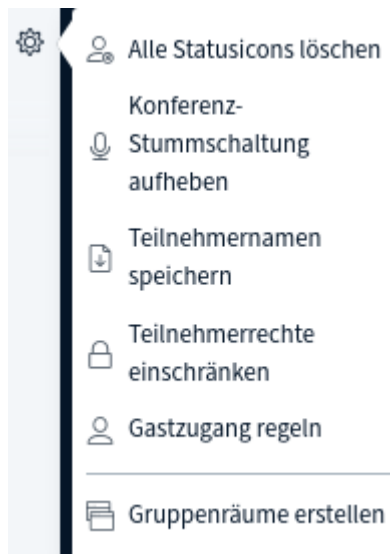 Alle Statusicons löschen
Konferenz-
Stummschaltung
aufheben
Teilnehmernamen
speichern
Teilnehmerrechte
einschränken
Gastzugang regeln
Gruppenräume erstellen